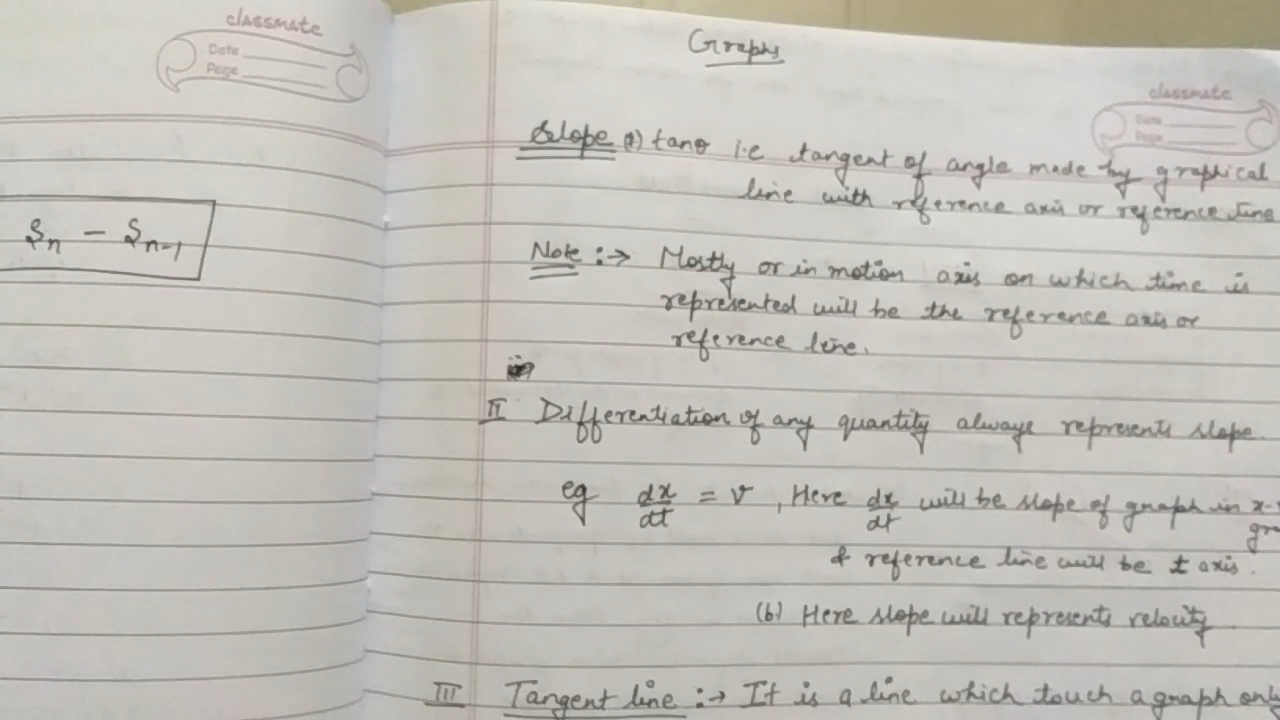 classmate
Date
Page
Sn - Sn-1
Graphs
classmate
Date
Page
Slope (1) tanθ i.e tangent of angle made by graphical
line with reference axis or reference line
Note :→ Mostly or in motion axis on which time is
represented will be the reference axis or
reference line.
II Differentiation of any quantity always represents slope.
eg dx/dt = v, Here dx/dt will be slope of graph in x-
& reference line will be t axis.
(b) Here slope will represents velocity
III Tangent line :→ It is a line which touch a graph only